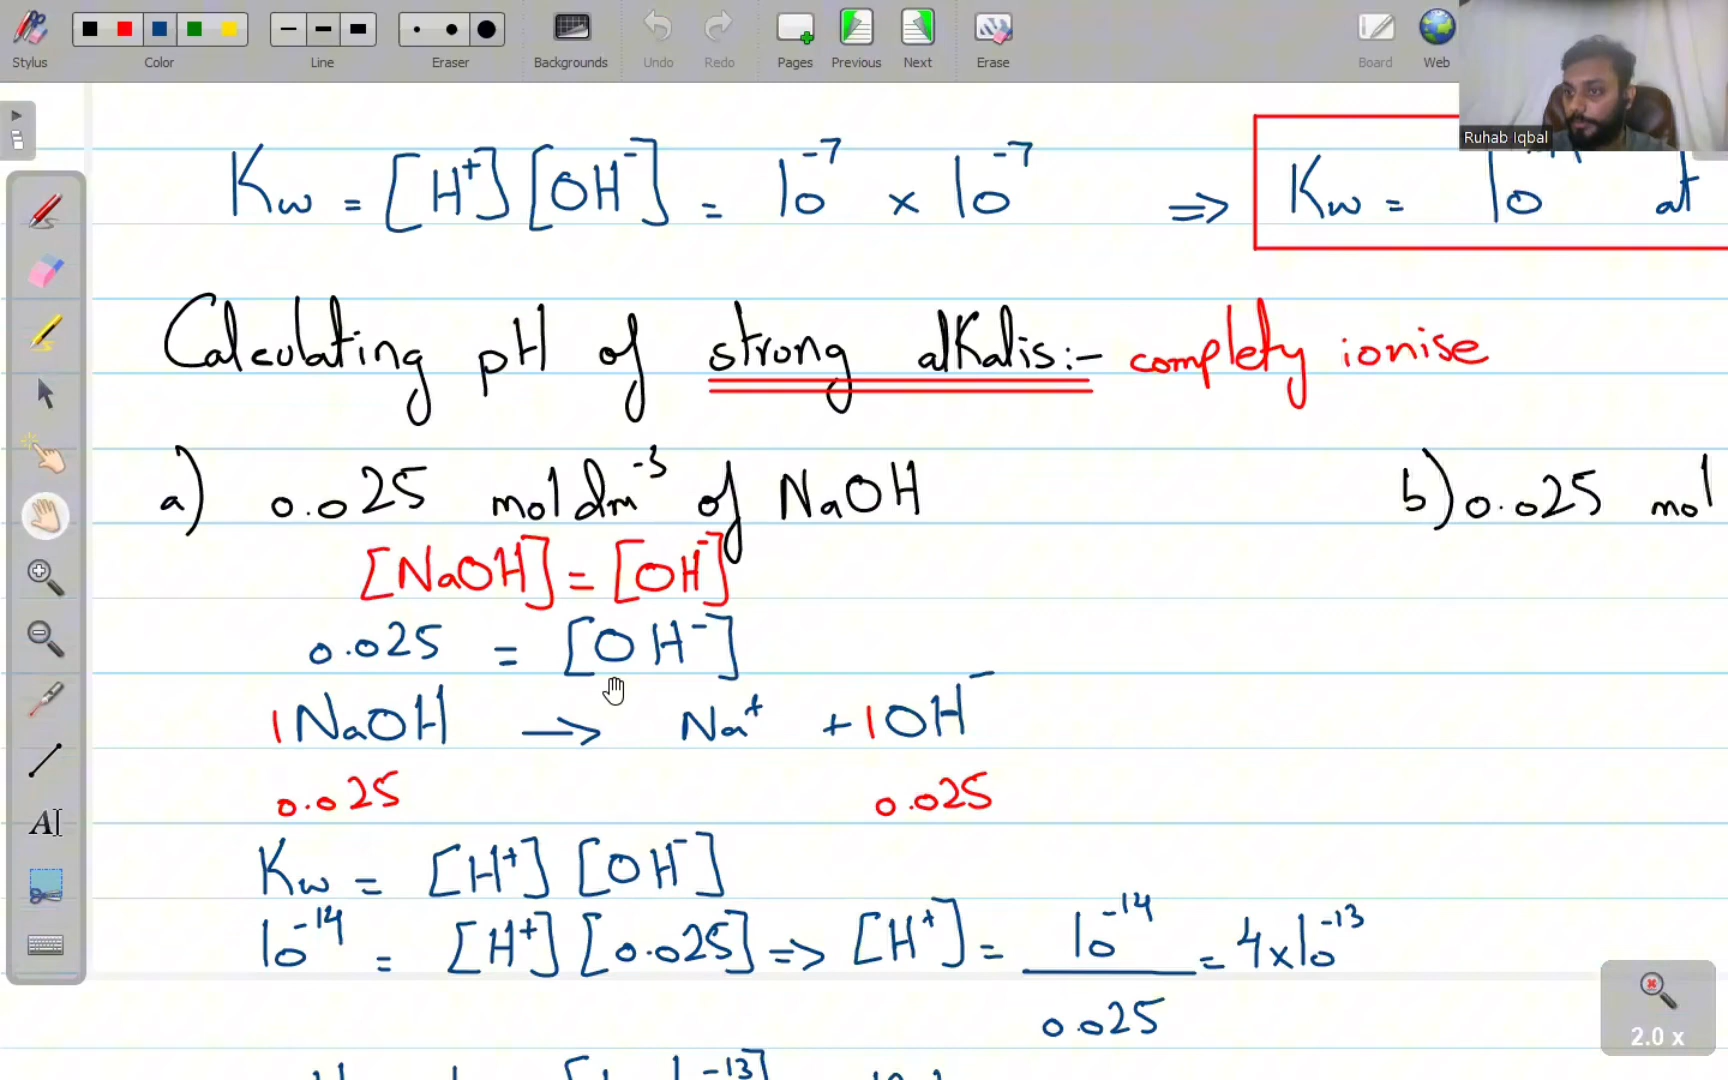 Stylus Color Line Eraser Backgrounds Undo Redo Pages Previous Next Erase Board Web
Ruhab Iqbal
Kw = [H⁺][OH⁻] = 10⁻⁷ × 10⁻⁷ ⇒ Kw = 10 at
Calculating pH of strong alkalis:- complety ionise
a) 0.025 mol dm⁻³ of NaOH b) 0.025 mol
[NaOH] = [OH⁻]
0.025 = [OH⁻]
1NaOH → Na⁺ + 1OH⁻
0.025 0.025
Kw = [H⁺] [OH⁻]
10⁻¹⁴ = [H⁺] [0.025] ⇒ [H⁺] = 10⁻¹⁴ = 4×10⁻¹³
0.025
2.0 x